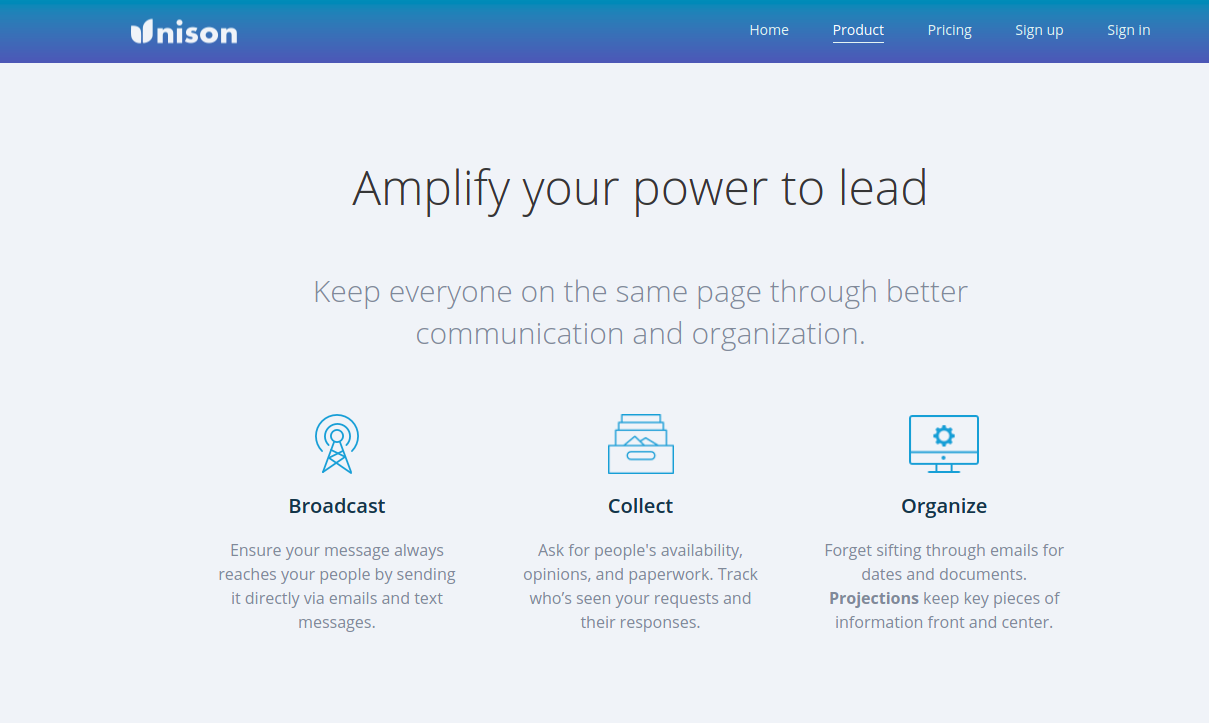 Unison
Home
Product
Pricing
Sign up
Sign in
Amplify your power to lead
Keep everyone on the same page through better
communication and organization.
Broadcast
Ensure your message always
reaches your people by sending
it directly via emails and text
messages.
Collect
Ask for people's availability,
opinions, and paperwork. Track
who’s seen your requests and
their responses.
Organize
Forget sifting through emails for
dates and documents.
Projections keep key pieces of
information front and center.